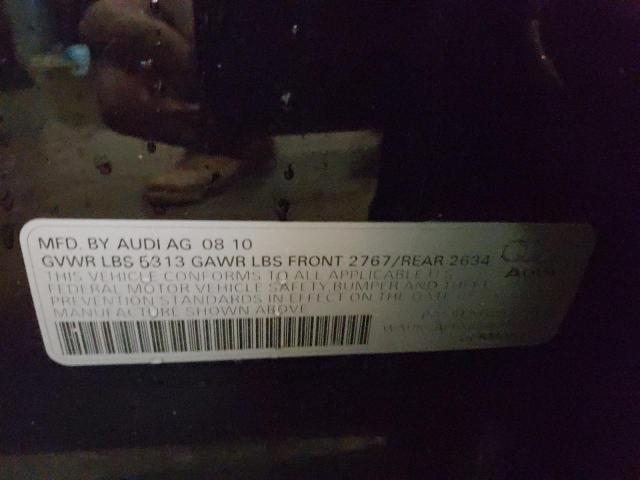 MFD. BY AUDI AG 08 10
GVWR LBS 5313 GAWR LBS FRONT 2767/REAR 2634
THIS VEHICLE CONFORMS TO ALL APPLICABLE U.S.
FEDERAL MOTOR VEHICLE SAFETY, BUMPER AND THEFT
PREVENTION STANDARDS IN EFFECT ON THE DATE OF
MANUFACTURE SHOWN ABOVE
Audi